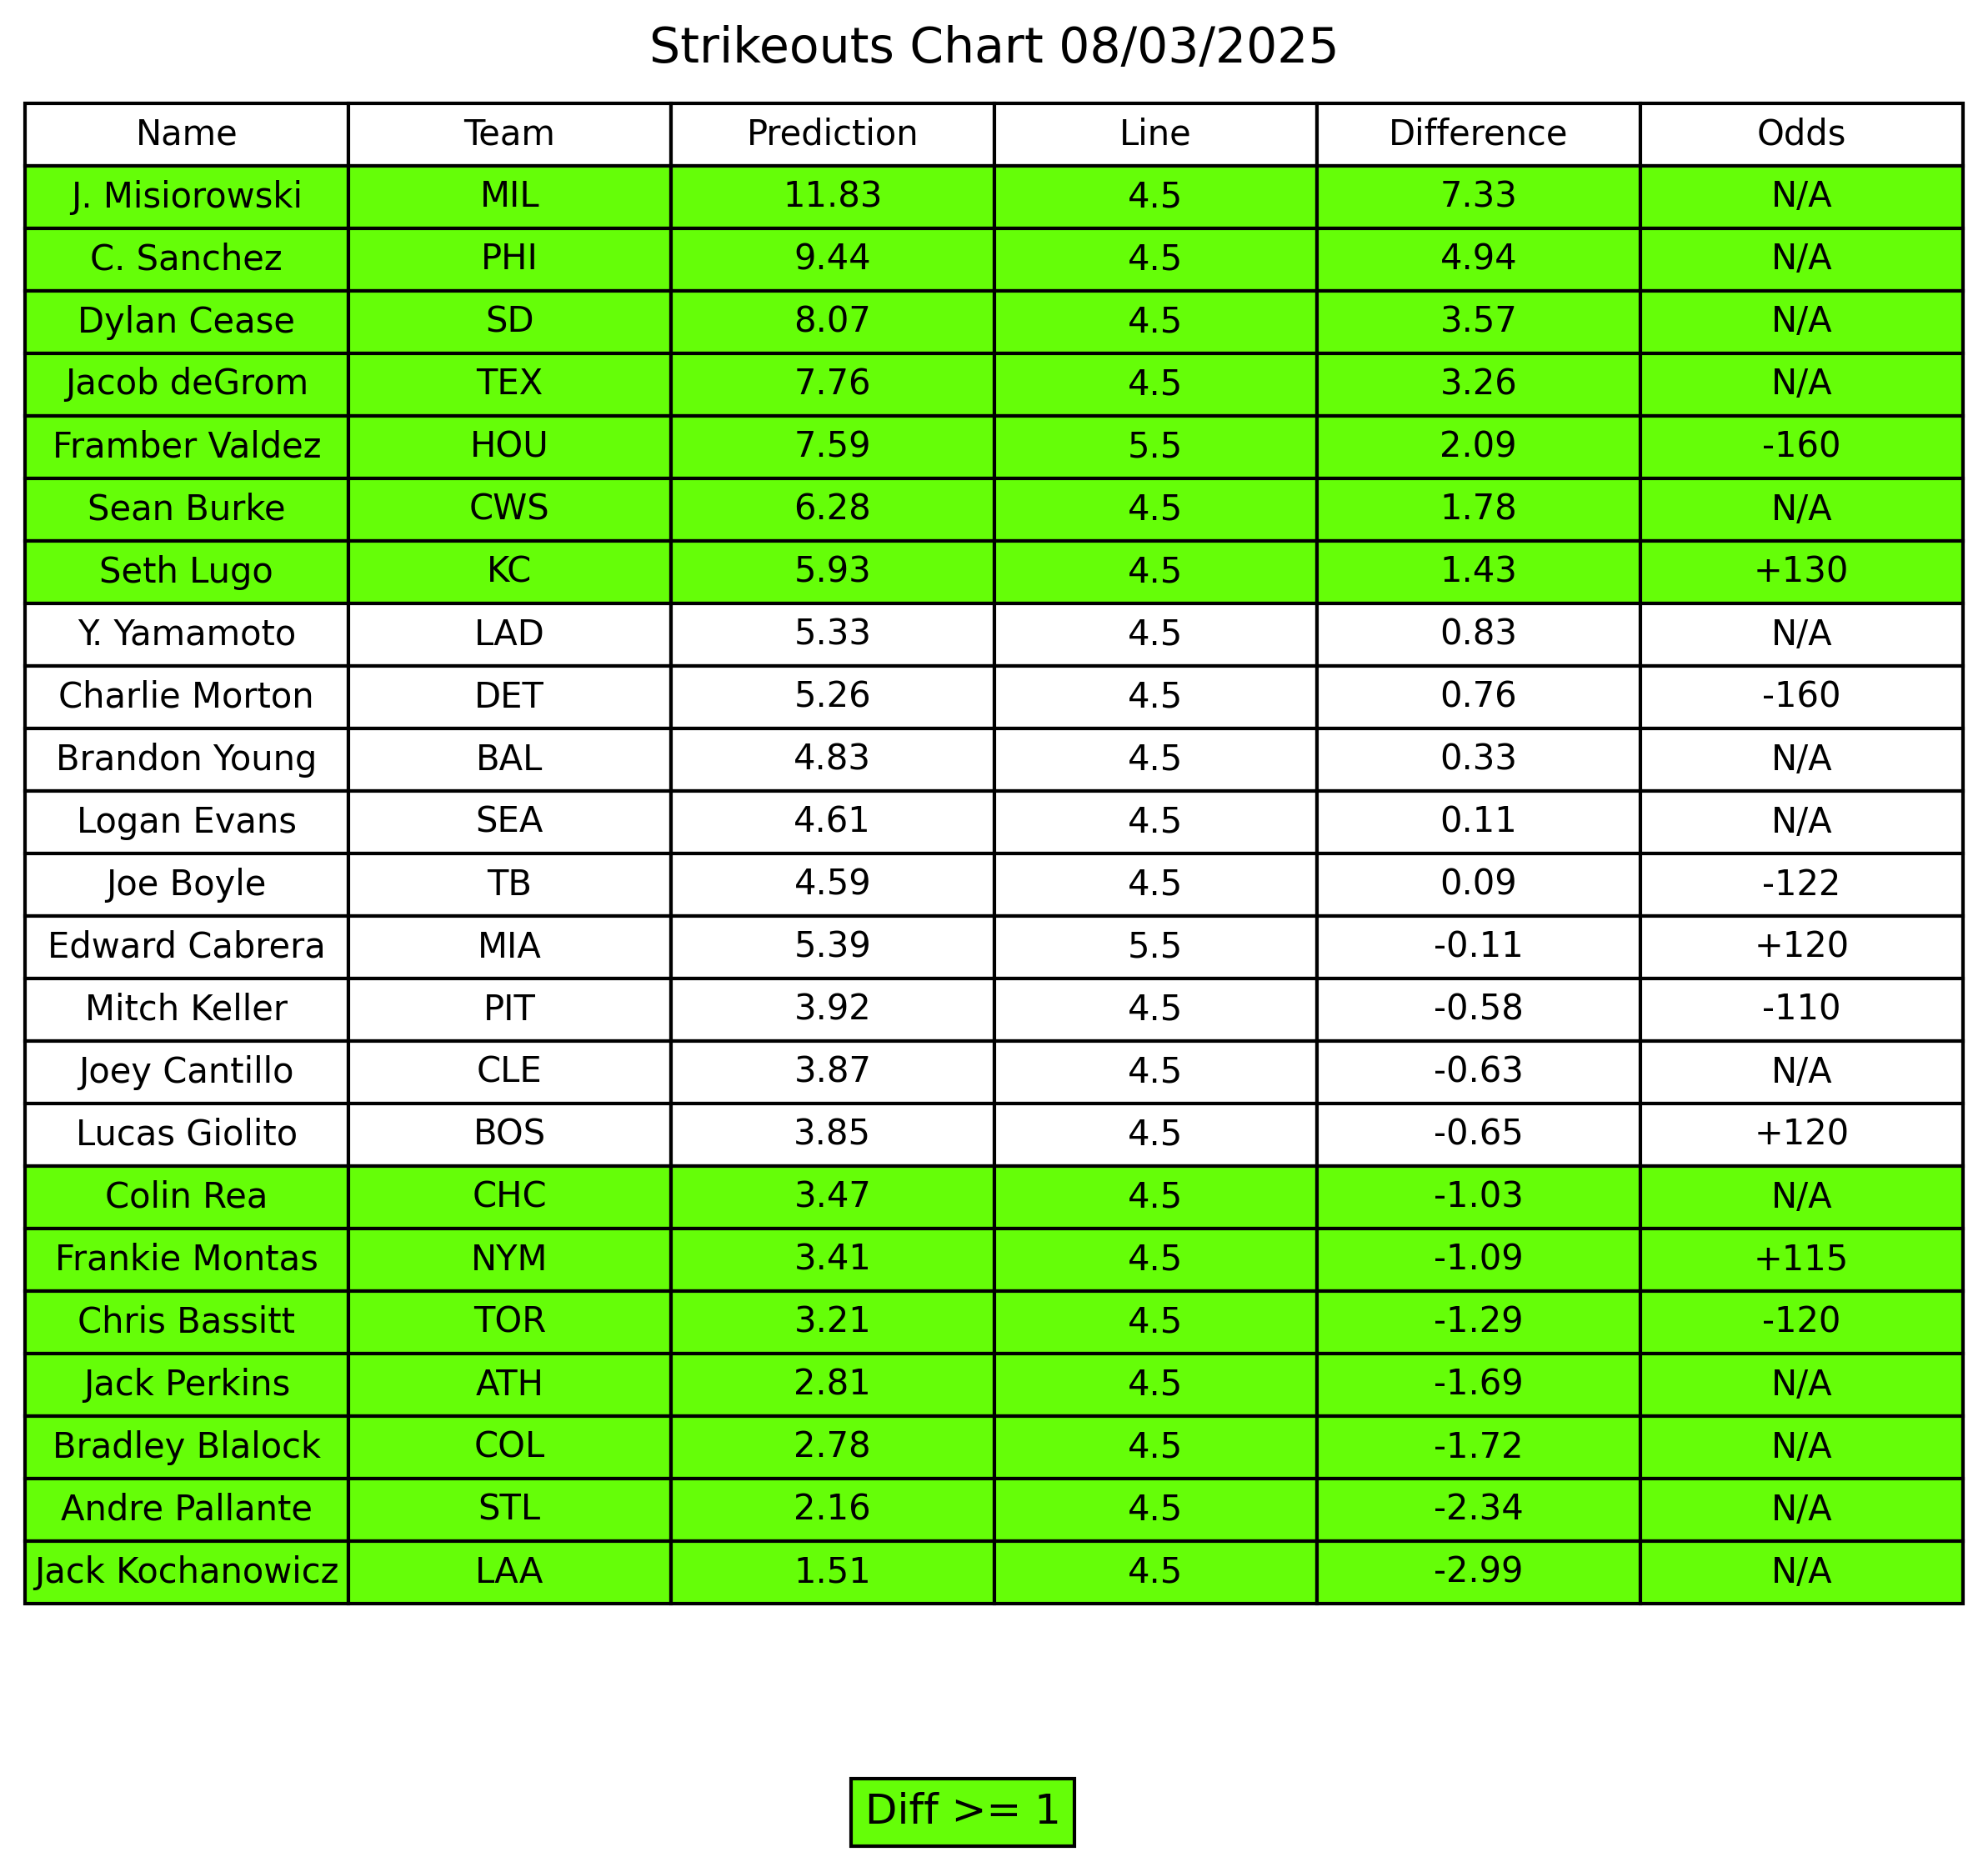 Strikeouts Chart 08/03/2025
Name Team Prediction Line Difference Odds
J. Misiorowski MIL 11.83 4.5 7.33 N/A
C. Sanchez PHI 9.44 4.5 4.94 N/A
Dylan Cease SD 8.07 4.5 3.57 N/A
Jacob deGrom TEX 7.76 4.5 3.26 N/A
Framber Valdez HOU 7.59 5.5 2.09 -160
Sean Burke CWS 6.28 4.5 1.78 N/A
Seth Lugo KC 5.93 4.5 1.43 +130
Y. Yamamoto LAD 5.33 4.5 0.83 N/A
Charlie Morton DET 5.26 4.5 0.76 -160
Brandon Young BAL 4.83 4.5 0.33 N/A
Logan Evans SEA 4.61 4.5 0.11 N/A
Joe Boyle TB 4.59 4.5 0.09 -122
Edward Cabrera MIA 5.39 5.5 -0.11 +120
Mitch Keller PIT 3.92 4.5 -0.58 -110
Joey Cantillo CLE 3.87 4.5 -0.63 N/A
Lucas Giolito BOS 3.85 4.5 -0.65 +120
Colin Rea CHC 3.47 4.5 -1.03 N/A
Frankie Montas NYM 3.41 4.5 -1.09 +115
Chris Bassitt TOR 3.21 4.5 -1.29 -120
Jack Perkins ATH 2.81 4.5 -1.69 N/A
Bradley Blalock COL 2.78 4.5 -1.72 N/A
Andre Pallante STL 2.16 4.5 -2.34 N/A
Jack Kochanowicz LAA 1.51 4.5 -2.99 N/A
Diff >= 1